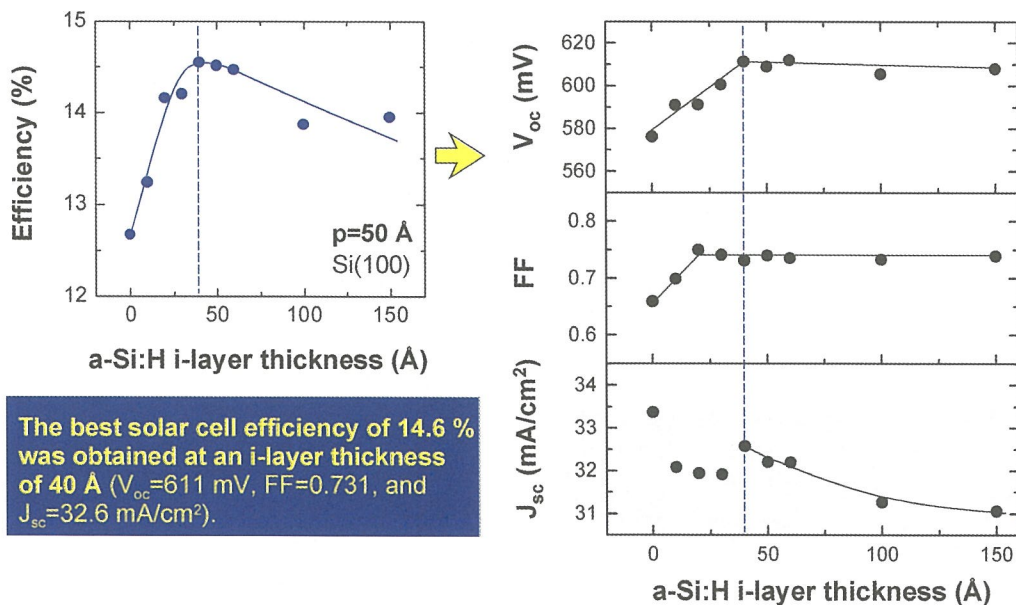 15
14
13
12
Efficiency (%)
p=50 Å
Si(100)
0
50
100
150
a-Si:H i-layer thickness (Å)
The best solar cell efficiency of 14.6 %
was obtained at an i-layer thickness
of 40 Å (Voc=611 mV, FF=0.731, and
Jsc=32.6 mA/cm²).
620
600
580
560
Voc (mV)
0.8
0.7
0.6
FF
34
33
32
31
Jsc (mA/cm²)
0
50
100
150
a-Si:H i-layer thickness (Å)